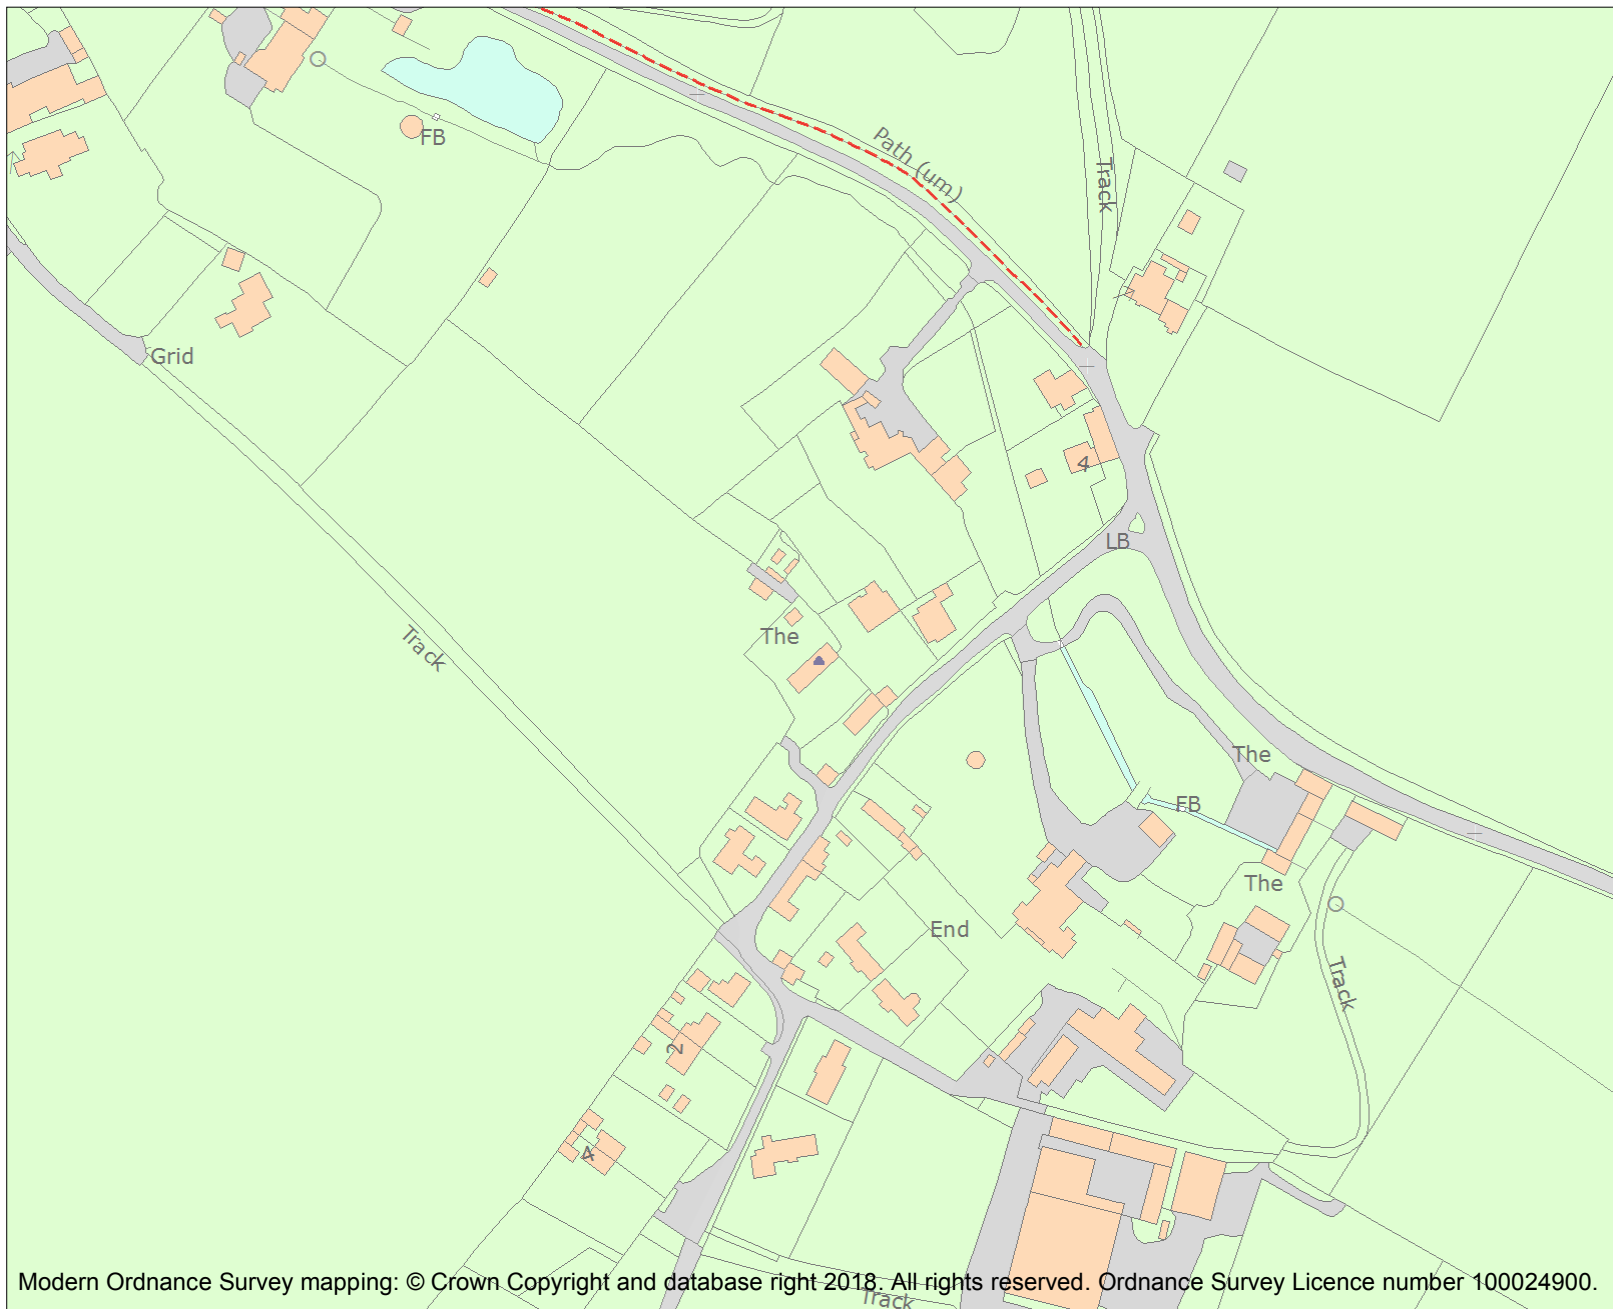 FB
Path (um)
Track
Grid
4
LB
Track
The
The
FB
The
End
Track
2
4
Track
Modern Ordnance Survey mapping: © Crown Copyright and database right 2018. All rights reserved. Ordnance Survey Licence number 100024900.